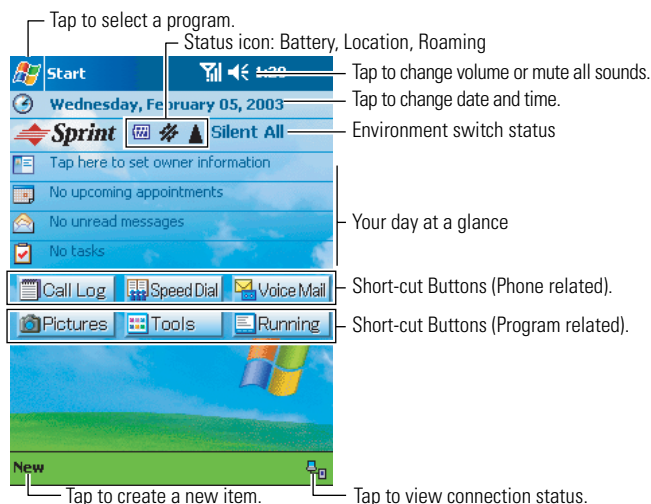 Tap to select a program.
Status icon: Battery, Location, Roaming
Start
1:29
Tap to change volume or mute all sounds.
Wednesday, February 05, 2003
Tap to change date and time.
Sprint
Silent All
Environment switch status
Tap here to set owner information
No upcoming appointments
No unread messages
No tasks
Your day at a glance
Call Log
Speed Dial
Voice Mail
Short-cut Buttons (Phone related).
Pictures
Tools
Running
Short-cut Buttons (Program related).
New
Tap to create a new item.
Tap to view connection status.